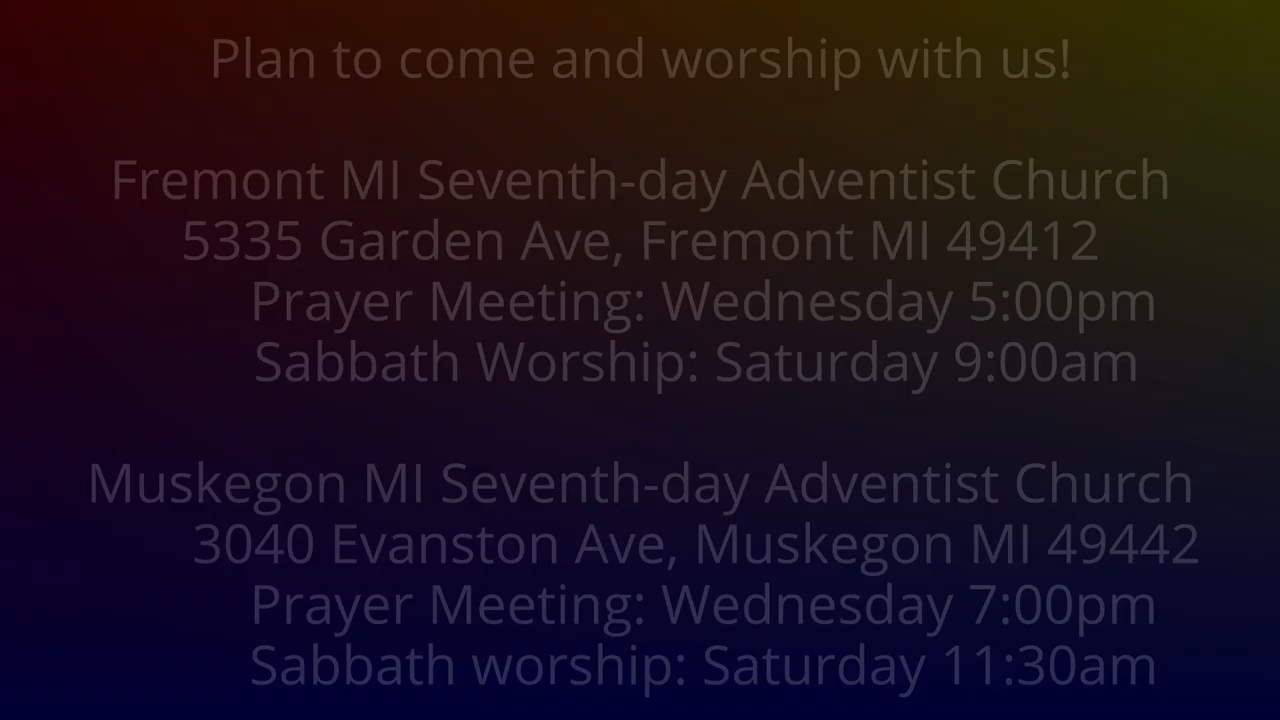 Plan to come and worship with us!
Fremont MI Seventh-day Adventist Church
5335 Garden Ave, Fremont MI 49412
Prayer Meeting: Wednesday 5:00pm
Sabbath Worship: Saturday 9:00am
Muskegon MI Seventh-day Adventist Church
3040 Evanston Ave, Muskegon MI 49442
Prayer Meeting: Wednesday 7:00pm
Sabbath worship: Saturday 11:30am